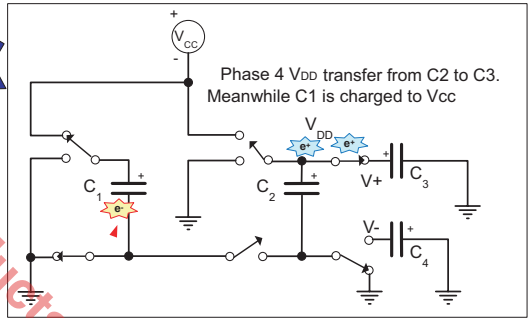 +
VCC
-
Phase 4 VDD transfer from C2 to C3.
Meanwhile C1 is charged to Vcc
VDD
e+ e+
+
C1
e-
+
C2
+
V+
C3
V-
+
C4